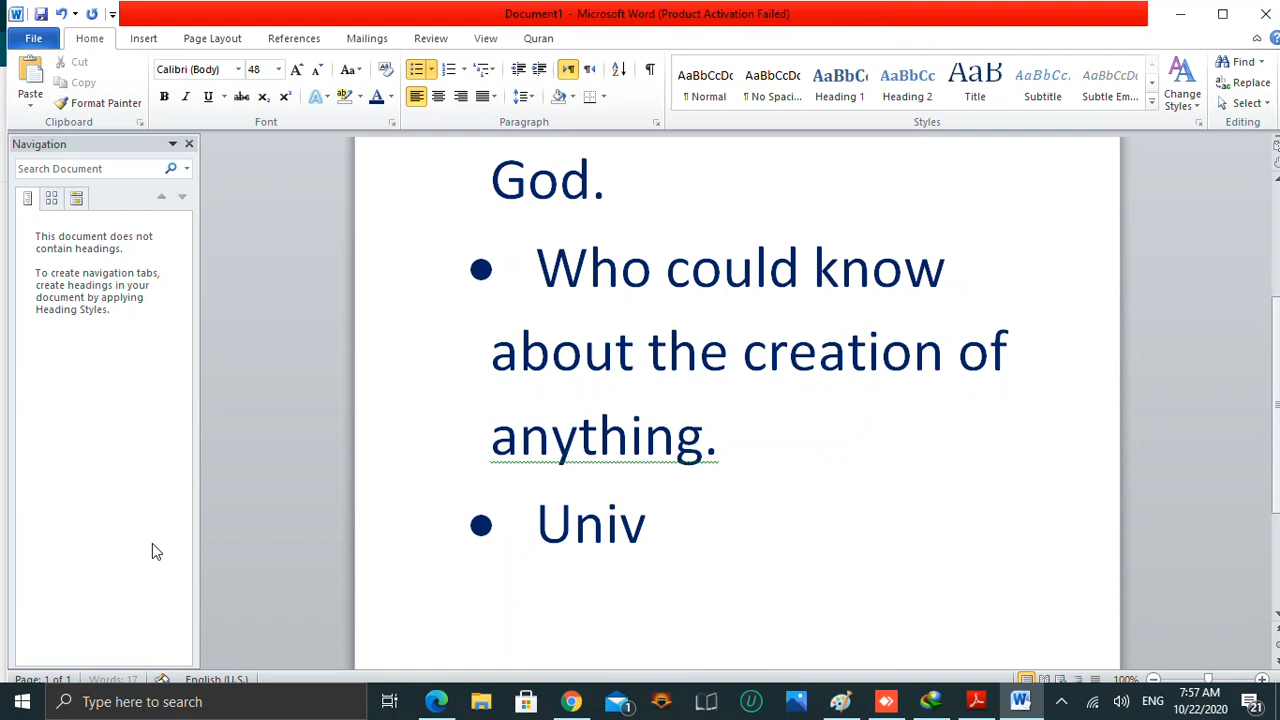 Document1 - Microsoft Word (Product Activation Failed)
File Home Insert Page Layout References Mailings Review View Quran
Paste
Cut
Copy
Format Painter
Clipboard
Calibri (Body) 48
Font
Paragraph
AaBbCcDc AaBbCcDc AaBbCc AaBbCc AaB AaBbCc. AaBbCcDc
¶ Normal ¶ No Spaci... Heading 1 Heading 2 Title Subtitle Subtle Em...
Change
Styles
Styles
Find
Replace
Select
Editing
Navigation
Search Document
This document does not
contain headings.
To create navigation tabs,
create headings in your
document by applying
Heading Styles.
God.
• Who could know
about the creation of
anything.
• Univ
Page: 1 of 1 Words: 17 English (U.S.) 100%
Type here to search
1
ENG
7:57 AM
10/22/2020
21